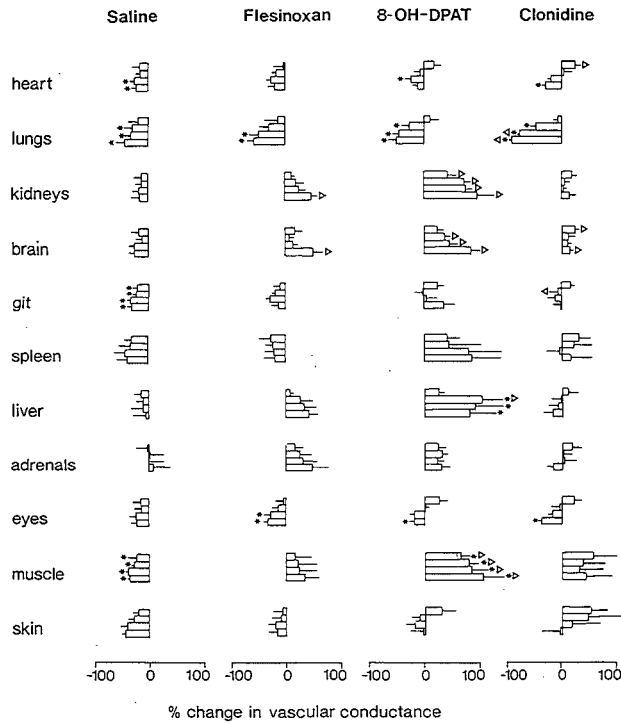 Saline Flesinoxan 8-OH-DPAT Clonidine
heart
lungs
kidneys
brain
git
spleen
liver
adrenals
eyes
muscle
skin
-100 0 100 -100 0 100 -100 0 100 -100 0 100
% change in vascular conductance